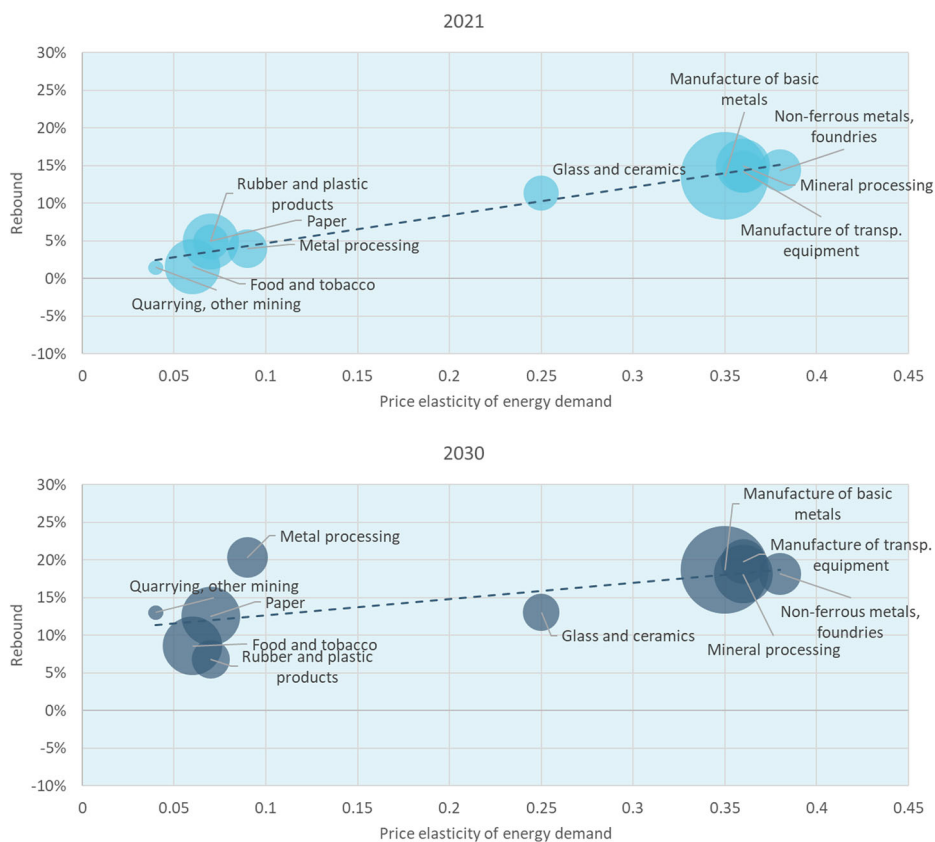 2021
30%
25%
20%
15%
10%
5%
0%
-5%
-10%
Rebound
Manufacture of basic
metals
Non-ferrous metals,
foundries
Glass and ceramics
Mineral processing
Manufacture of transp.
equipment
Rubber and plastic
products
Paper
Metal processing
Food and tobacco
Quarrying, other mining
0
0.05
0.1
0.15
0.2
0.25
0.3
0.35
0.4
0.45
Price elasticity of energy demand
2030
30%
25%
20%
15%
10%
5%
0%
-5%
-10%
Rebound
Manufacture of basic
metals
Metal processing
Manufacture of transp.
equipment
Quarrying, other mining
Paper
Non-ferrous metals,
foundries
Glass and ceramics
Food and tobacco
Mineral processing
Rubber and plastic
products
0
0.05
0.1
0.15
0.2
0.25
0.3
0.35
0.4
0.45
Price elasticity of energy demand